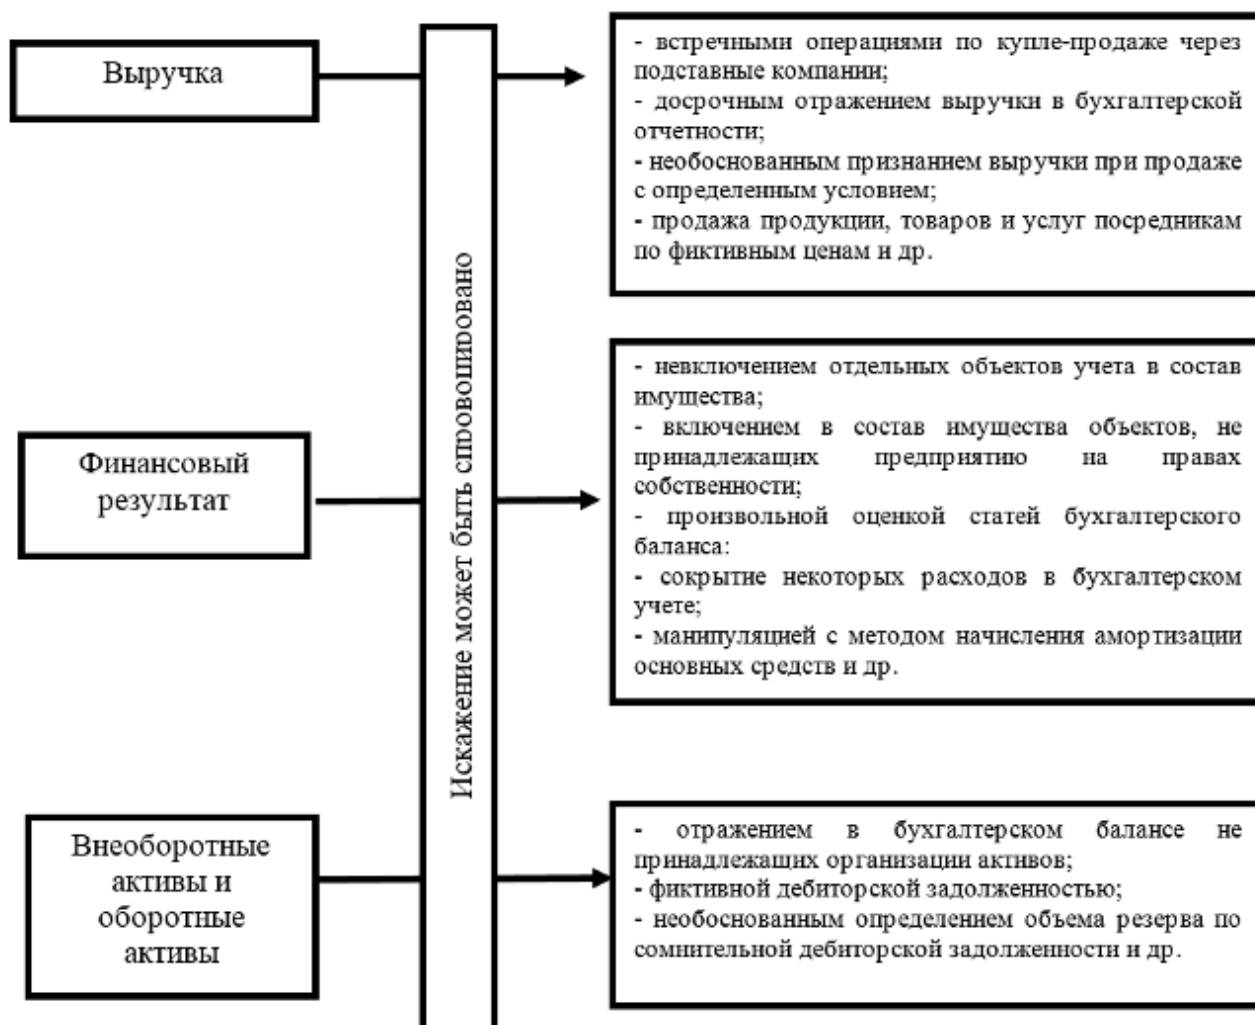 Выручка
- встречными операциями по купле-продаже через
подставные компании;
- досрочным отражением выручки в бухгалтерской
отчетности;
- необоснованным признанием выручки при продаже
с определенным условием;
- продажа продукции, товаров и услуг посредникам
по фиктивным ценам и др.
Искажение может быть спровоцировано
Финансовый
результат
- невключением отдельных объектов учета в состав
имущества;
- включением в состав имущества объектов, не
принадлежащих предприятию на правах
собственности;
- произвольной оценкой статей бухгалтерского
баланса:
- сокрытие некоторых расходов в бухгалтерском
учете;
- манипуляцией с методом начисления амортизации
основных средств и др.
Внеоборотные
активы и
оборотные
активы
- отражением в бухгалтерском балансе не
принадлежащих организации активов;
- фиктивной дебиторской задолженностью;
- необоснованным определением объема резерва по
сомнительной дебиторской задолженности и др.